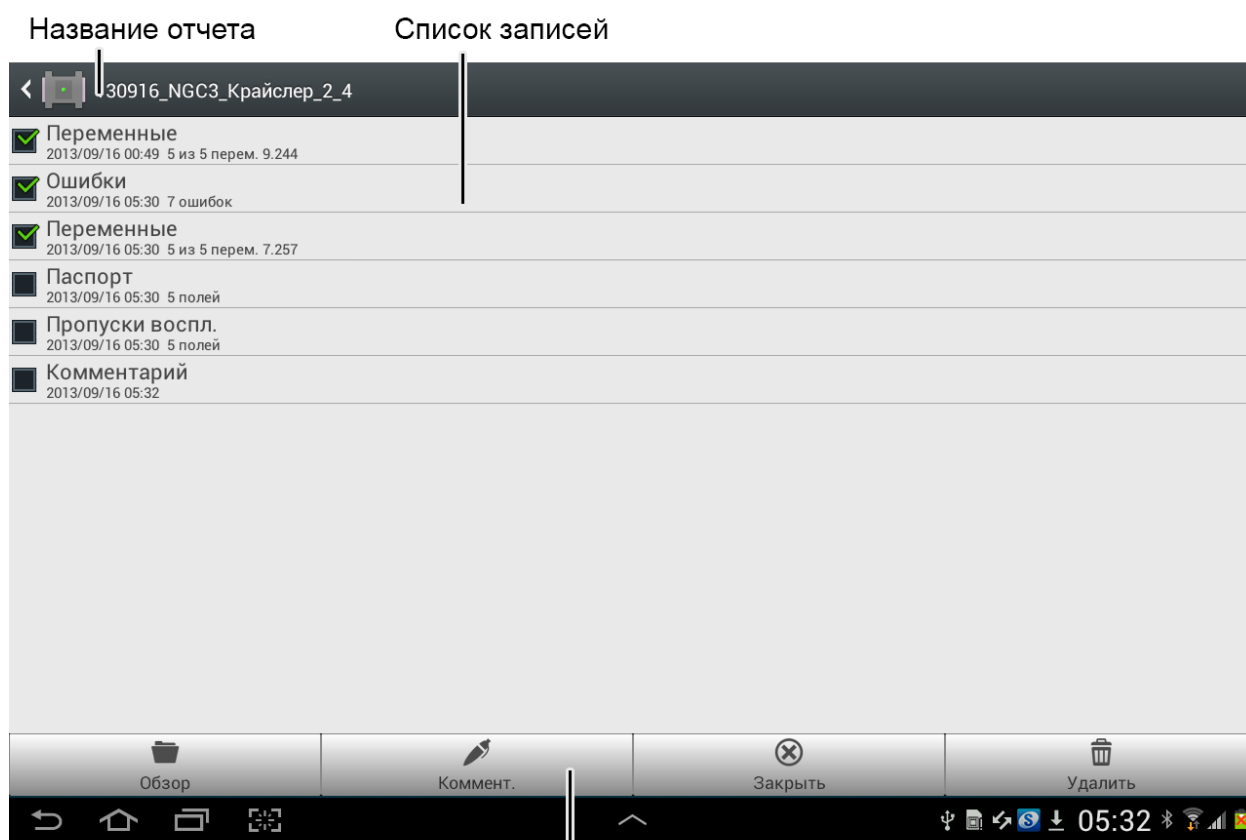 Название отчета
Список записей
30916_NGC3_Крайслер_2_4
Переменные
2013/09/16 00:49 5 из 5 перем. 9.244
Ошибки
2013/09/16 05:30 7 ошибок
Переменные
2013/09/16 05:30 5 из 5 перем. 7.257
Паспорт
2013/09/16 05:30 5 полей
Пропуски воспл.
2013/09/16 05:30 5 полей
Комментарий
2013/09/16 05:32
Обзор
Коммент.
Закрыть
Удалить
05:32